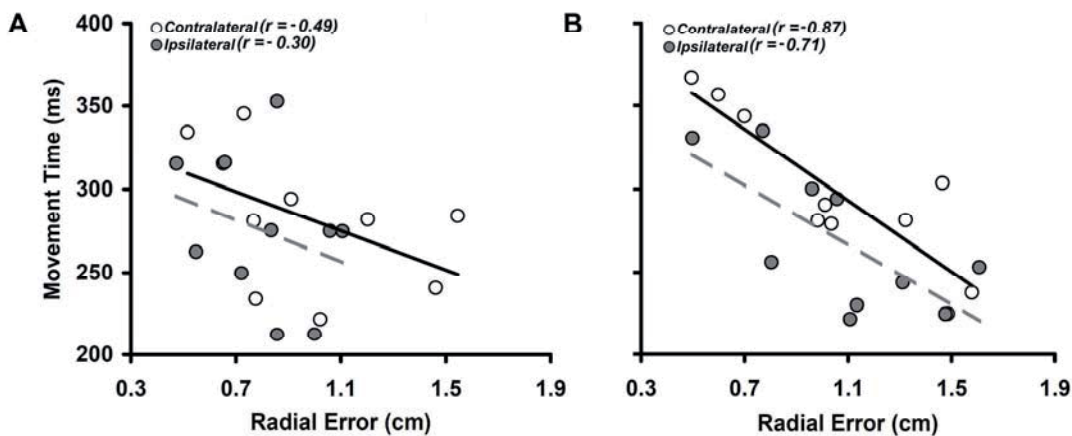 A
Contralateral (r = -0.49)
Ipsilateral (r = -0.30)
Movement Time (ms)
400
350
300
250
200
0.3 0.7 1.1 1.5 1.9
Radial Error (cm)
B
Contralateral (r = -0.87)
Ipsilateral (r = -0.71)
0.3 0.7 1.1 1.5 1.9
Radial Error (cm)